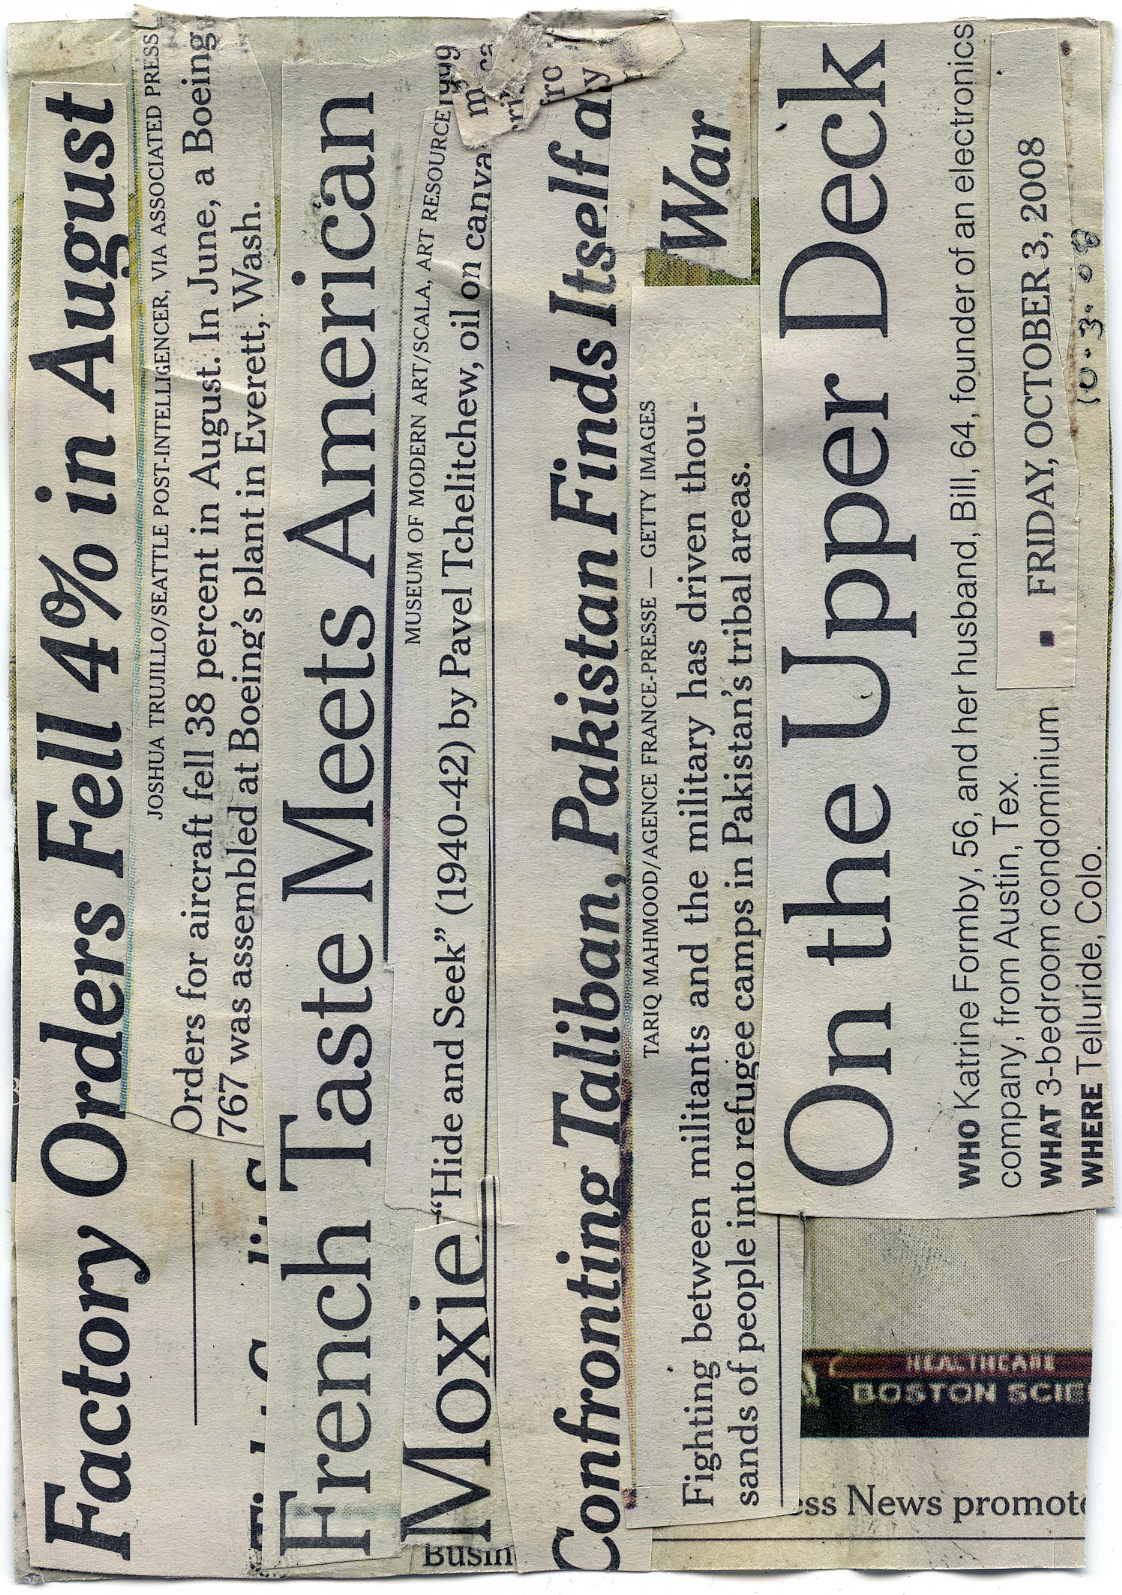 Factory Orders Fell 4% in August
JOSHUA TRUJILLO/SEATTLE POST-INTELLIGENCER, VIA ASSOCIATED PRESS
Orders for aircraft fell 38 percent in August. In June, a Boeing
767 was assembled at Boeing's plant in Everett, Wash.
French Taste Meets American
Moxie
MUSEUM OF MODERN ART/SCALA, ART RESOURCE
1999
“Hide and Seek” (1940-42) by Pavel Tchelitchew, oil on canva
Confronting Taliban, Pakistan Finds Itself
War
TARIQ MAHMOOD/AGENCE FRANCE-PRESSE — GETTY IMAGES
Fighting between militants and the military has driven thou-
sands of people into refugee camps in Pakistan's tribal areas.
On the Upper Deck
WHO Katrine Formby, 56, and her husband, Bill, 64, founder of an electronics
company, from Austin, Tex.
WHAT 3-bedroom condominium
WHERE Telluride, Colo.
■ FRIDAY, OCTOBER 3, 2008
10.3.08
HEALTHCARE
BOSTON SCIE
ess News promote
Busin